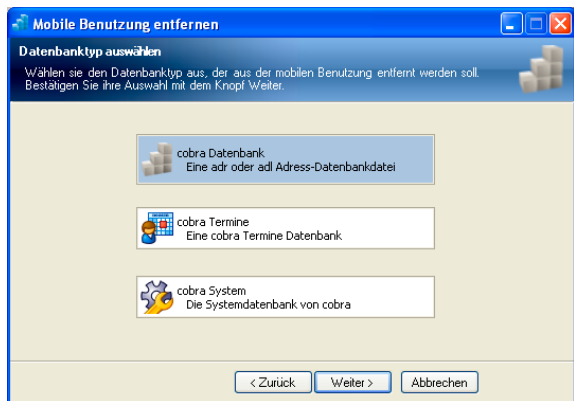 Mobile Benutzung entfernen
Datenbanktyp auswählen
Wählen sie den Datenbanktyp aus, der aus der mobilen Benutzung entfernt werden soll.
Bestätigen Sie ihre Auswahl mit dem Knopf Weiter.
cobra Datenbank
Eine adr oder adl Adress-Datenbankdatei
cobra Termine
Eine cobra Termine Datenbank
cobra System
Die Systemdatenbank von cobra
< Zurück Weiter > Abbrechen